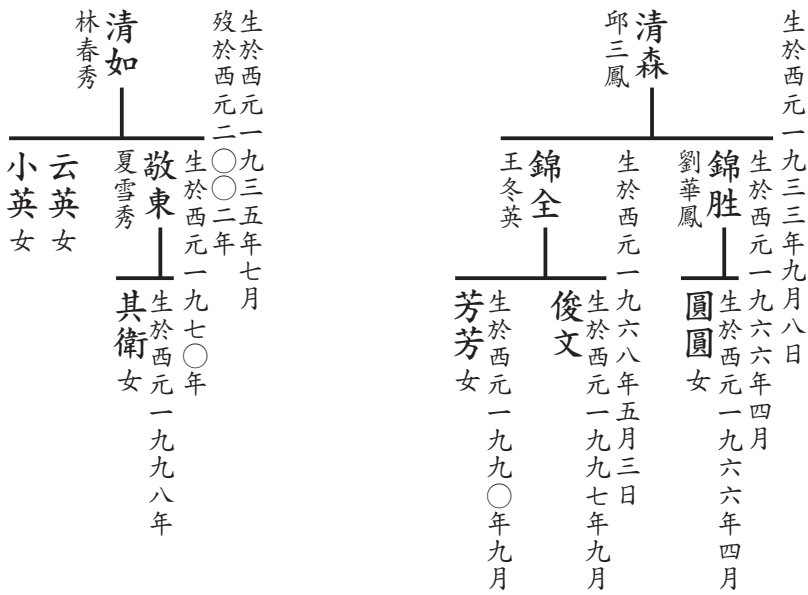 生於西元一九三三年九月八日
清森
邱三鳳
生於西元一九六六年四月
錦胜
劉華鳳
生於西元一九六六年四月
圓圓 女
生於西元一九六八年五月三日
錦全
王冬英
生於西元一九九七年九月
俊文
生於西元一九九〇年九月
芳芳 女
生於西元一九三五年七月
歿於西元二〇〇二年
清如
林春秀
生於西元一九七〇年
敬東
夏雪秀
生於西元一九九八年
其衛 女
云英 女
小英 女